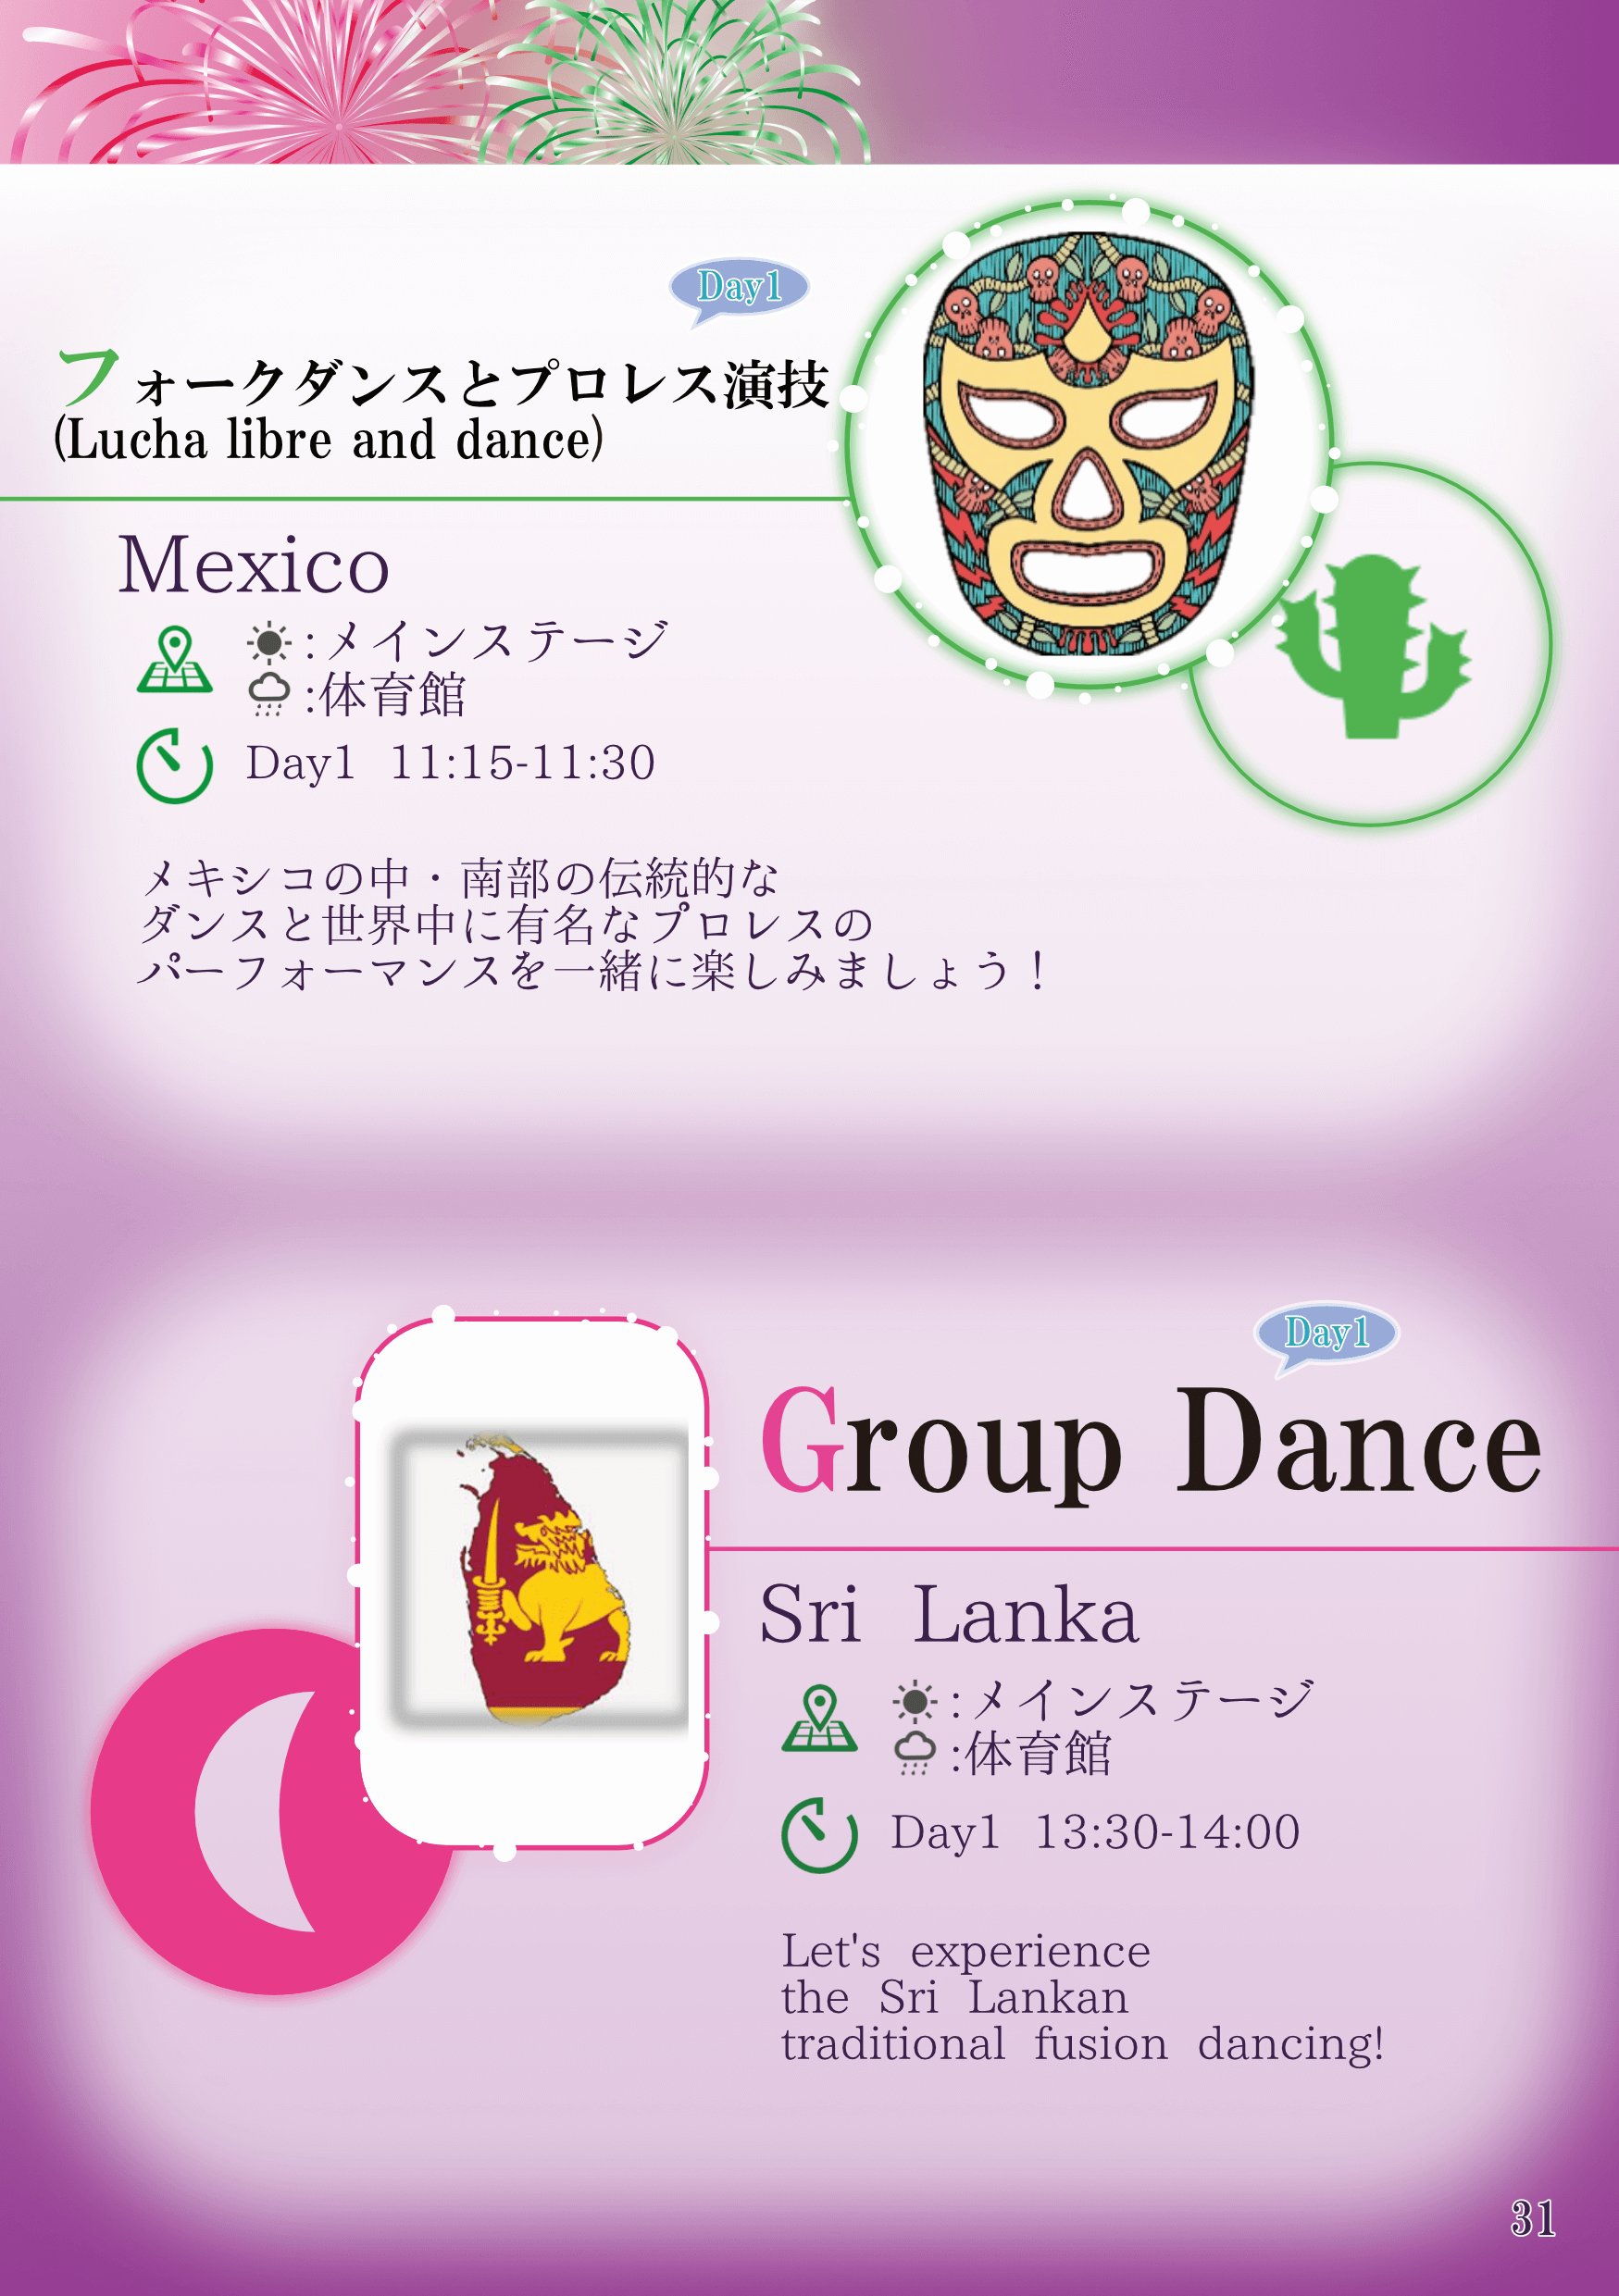 Day1
フォークダンスとプロレス演技
(Lucha libre and dance)
Mexico
:メインステージ
:体育館
Day1 11:15-11:30
メキシコの中・南部の伝統的な
ダンスと世界中に有名なプロレスの
パーフォーマンスを一緒に楽しみましょう！
Day1
Group Dance
Sri Lanka
:メインステージ
:体育館
Day1 13:30-14:00
Let's experience
the Sri Lankan
traditional fusion dancing!
31